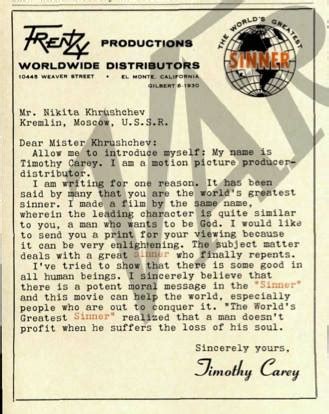 Frenzy PRODUCTIONS
WORLDWIDE DISTRIBUTORS
10445 WEAVER STREET • EL MONTE, CALIFORNIA
GILBERT 8-1930
THE WORLD'S GREATEST
SINNER
Mr. Nikita Khrushchev
Kremlin, Moscow, U.S.S.R.
Dear Mister Khrushchev:
Allow me to introduce myself: My name is
Timothy Carey. I am a motion picture producer-
distributor.
I am writing for one reason. It has been
said by many that you are the world's greatest
sinner. I made a film by the same name,
wherein the leading character is quite similar
to you, a man who wants to be God. I would like
to send you a print for your viewing because
it can be very enlightening. The subject matter
deals with a great sinner who finally repents.
I've tried to show that there is some good in
all human beings. I sincerely believe that
there is a potent moral message in the "Sinner"
and this movie can help the world, especially
people who are out to conquer it. "The World's
Greatest Sinner" realized that a man doesn't
profit when he suffers the loss of his soul.
Sincerely yours,
Timothy Carey